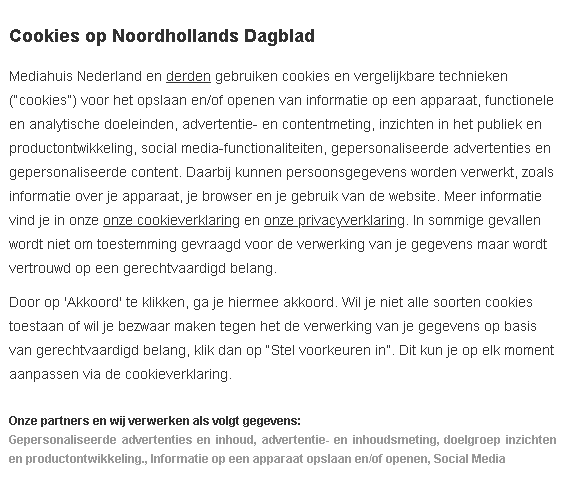 Cookies op Noordhollands Dagblad
Mediahuis Nederland en derden gebruiken cookies en vergelijkbare technieken
("cookies") voor het opslaan en/of openen van informatie op een apparaat, functionele
en analytische doeleinden, advertentie- en contentmeting, inzichten in het publiek en
productontwikkeling, social media-functionaliteiten, gepersonaliseerde advertenties en
gepersonaliseerde content. Daarbij kunnen persoonsgegevens worden verwerkt, zoals
informatie over je apparaat, je browser en je gebruik van de website. Meer informatie
vind je in onze onze cookieverklaring en onze privacyverklaring. In sommige gevallen
wordt niet om toestemming gevraagd voor de verwerking van je gegevens maar wordt
vertrouwd op een gerechtvaardigd belang.
Door op 'Akkoord' te klikken, ga je hiermee akkoord. Wil je niet alle soorten cookies
toestaan of wil je bezwaar maken tegen het de verwerking van je gegevens op basis
van gerechtvaardigd belang, klik dan op "Stel voorkeuren in". Dit kun je op elk moment
aanpassen via de cookieverklaring.
Onze partners en wij verwerken als volgt gegevens:
Gepersonaliseerde advertenties en inhoud, advertentie- en inhoudsmeting, doelgroep inzichten
en productontwikkeling., Informatie op een apparaat opslaan en/of openen, Social Media